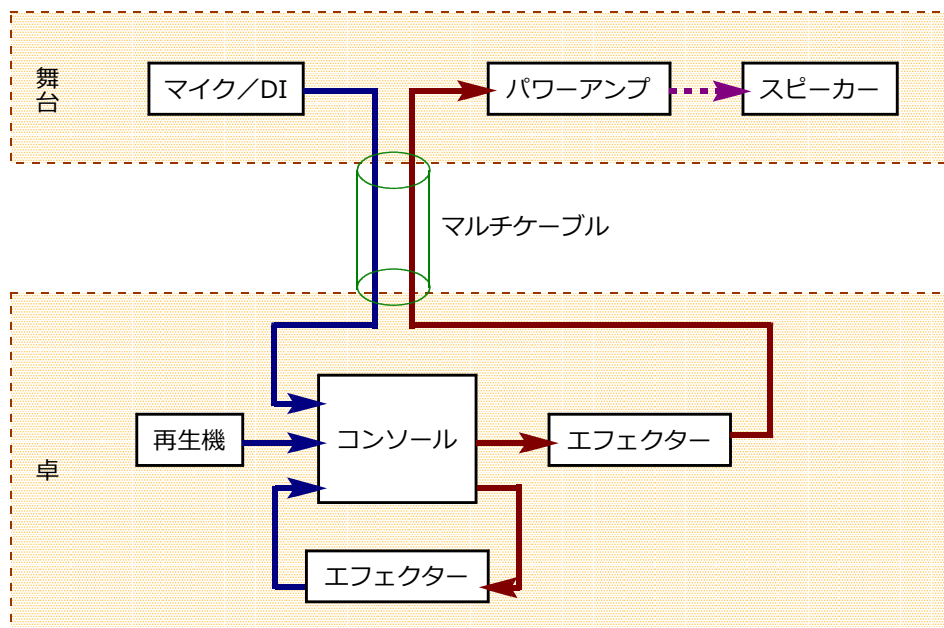 舞台
マイク／DI
パワーアンプ
スピーカー
マルチケーブル
再生機
コンソール
エフェクター
卓
エフェクター